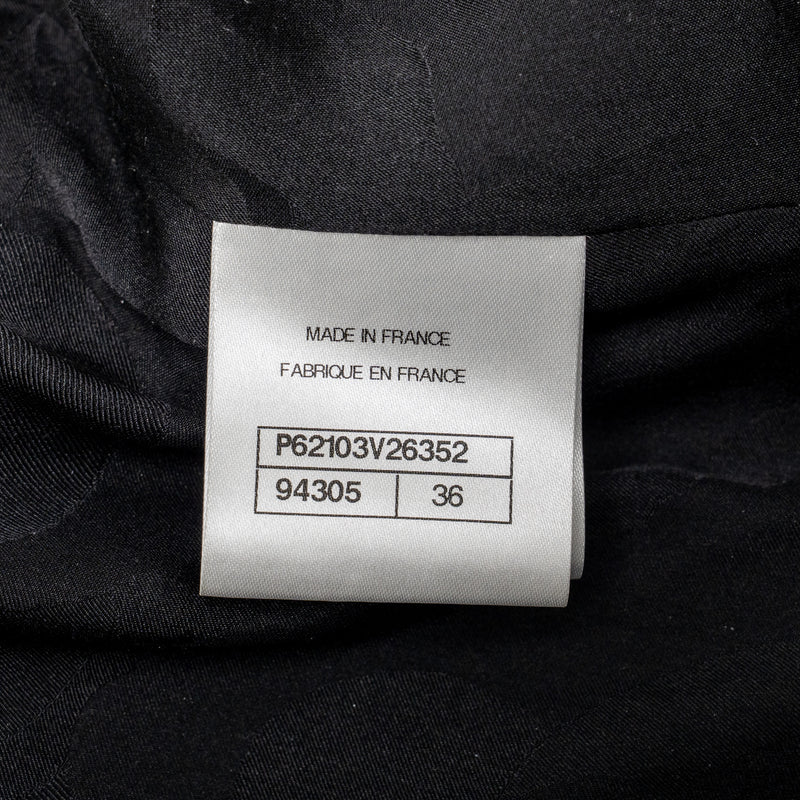 MADE IN FRANCE
FABRIQUE EN FRANCE
P62103V26352
94305 36